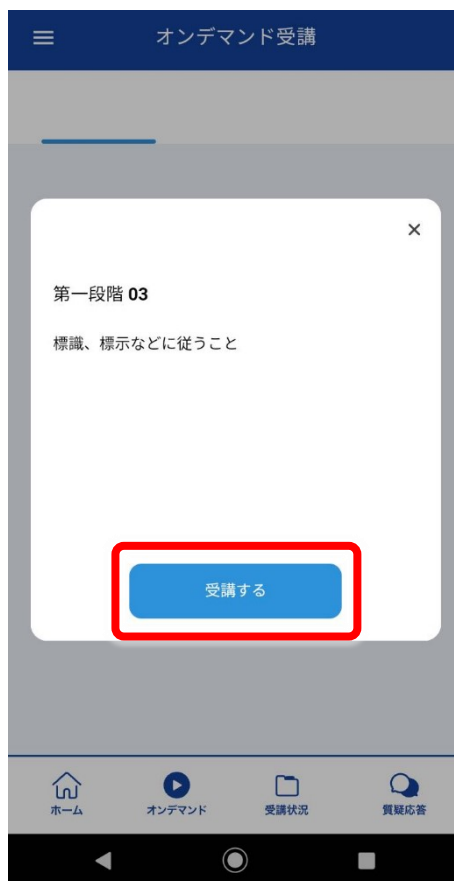 オンデマンド受講
第一段階 03
標識、標示などに従うこと
受講する
ホーム
オンデマンド
受講状況
質疑応答